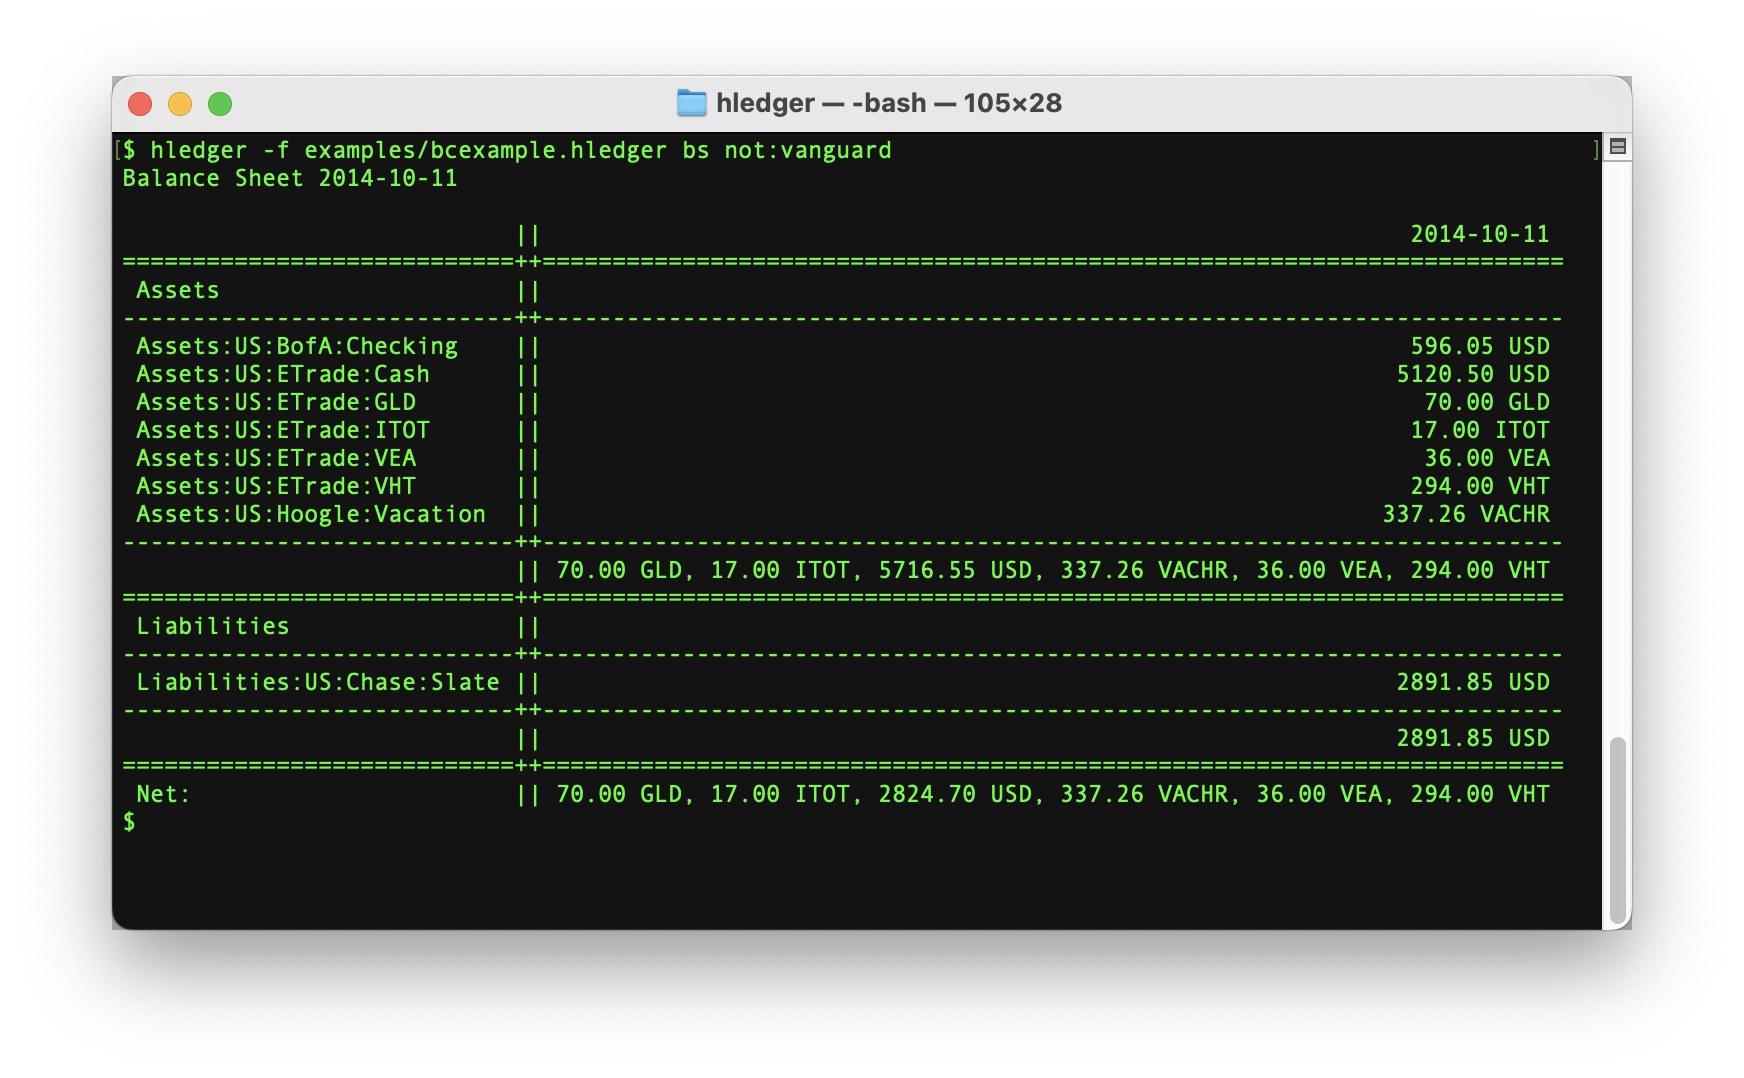 hledger — -bash — 105×28
[$ hledger -f examples/bcexample.hledger bs not:vanguard ]
Balance Sheet 2014-10-11
                            ||                                                               2014-10-11
============================++=========================================================================
 Assets                     ||
----------------------------++-------------------------------------------------------------------------
 Assets:US:BofA:Checking    ||                                                               596.05 USD
 Assets:US:ETrade:Cash      ||                                                              5120.50 USD
 Assets:US:ETrade:GLD       ||                                                                70.00 GLD
 Assets:US:ETrade:ITOT      ||                                                               17.00 ITOT
 Assets:US:ETrade:VEA       ||                                                                36.00 VEA
 Assets:US:ETrade:VHT       ||                                                               294.00 VHT
 Assets:US:Hoogle:Vacation  ||                                                             337.26 VACHR
----------------------------++-------------------------------------------------------------------------
                            || 70.00 GLD, 17.00 ITOT, 5716.55 USD, 337.26 VACHR, 36.00 VEA, 294.00 VHT
============================++=========================================================================
 Liabilities                ||
----------------------------++-------------------------------------------------------------------------
 Liabilities:US:Chase:Slate ||                                                              2891.85 USD
----------------------------++-------------------------------------------------------------------------
                            ||                                                              2891.85 USD
============================++=========================================================================
 Net:                       || 70.00 GLD, 17.00 ITOT, 2824.70 USD, 337.26 VACHR, 36.00 VEA, 294.00 VHT
$